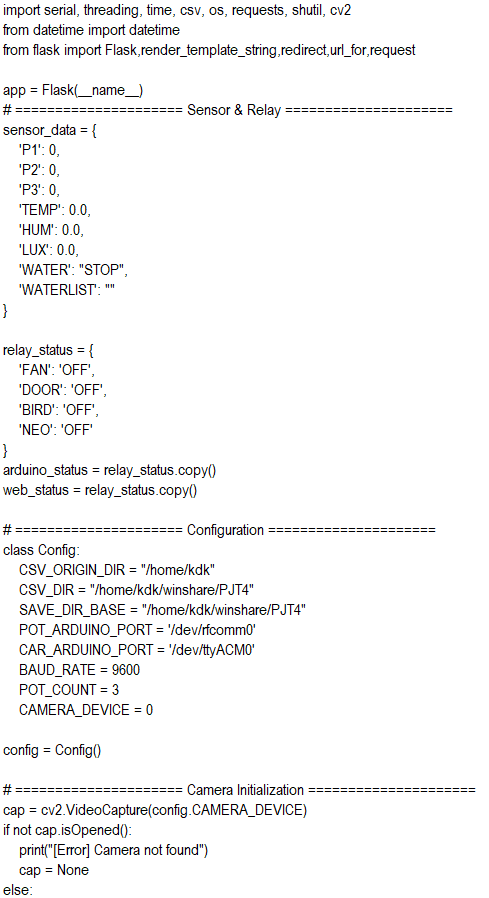 import serial, threading, time, csv, os, requests, shutil, cv2
from datetime import datetime
from flask import Flask,render_template_string,redirect,url_for,request

app = Flask(__name__)
# ===================== Sensor & Relay =====================
sensor_data = {
    'P1': 0,
    'P2': 0,
    'P3': 0,
    'TEMP': 0.0,
    'HUM': 0.0,
    'LUX': 0.0,
    'WATER': "STOP",
    'WATERLIST': ""
}

relay_status = {
    'FAN': 'OFF',
    'DOOR': 'OFF',
    'BIRD': 'OFF',
    'NEO': 'OFF'
}
arduino_status = relay_status.copy()
web_status = relay_status.copy()

# ===================== Configuration =====================
class Config:
    CSV_ORIGIN_DIR = "/home/kdk"
    CSV_DIR = "/home/kdk/winshare/PJT4"
    SAVE_DIR_BASE = "/home/kdk/winshare/PJT4"
    POT_ARDUINO_PORT = '/dev/rfcomm0'
    CAR_ARDUINO_PORT = '/dev/ttyACM0'
    BAUD_RATE = 9600
    POT_COUNT = 3
    CAMERA_DEVICE = 0

config = Config()

# ===================== Camera Initialization =====================
cap = cv2.VideoCapture(config.CAMERA_DEVICE)
if not cap.isOpened():
    print("[Error] Camera not found")
    cap = None
else: